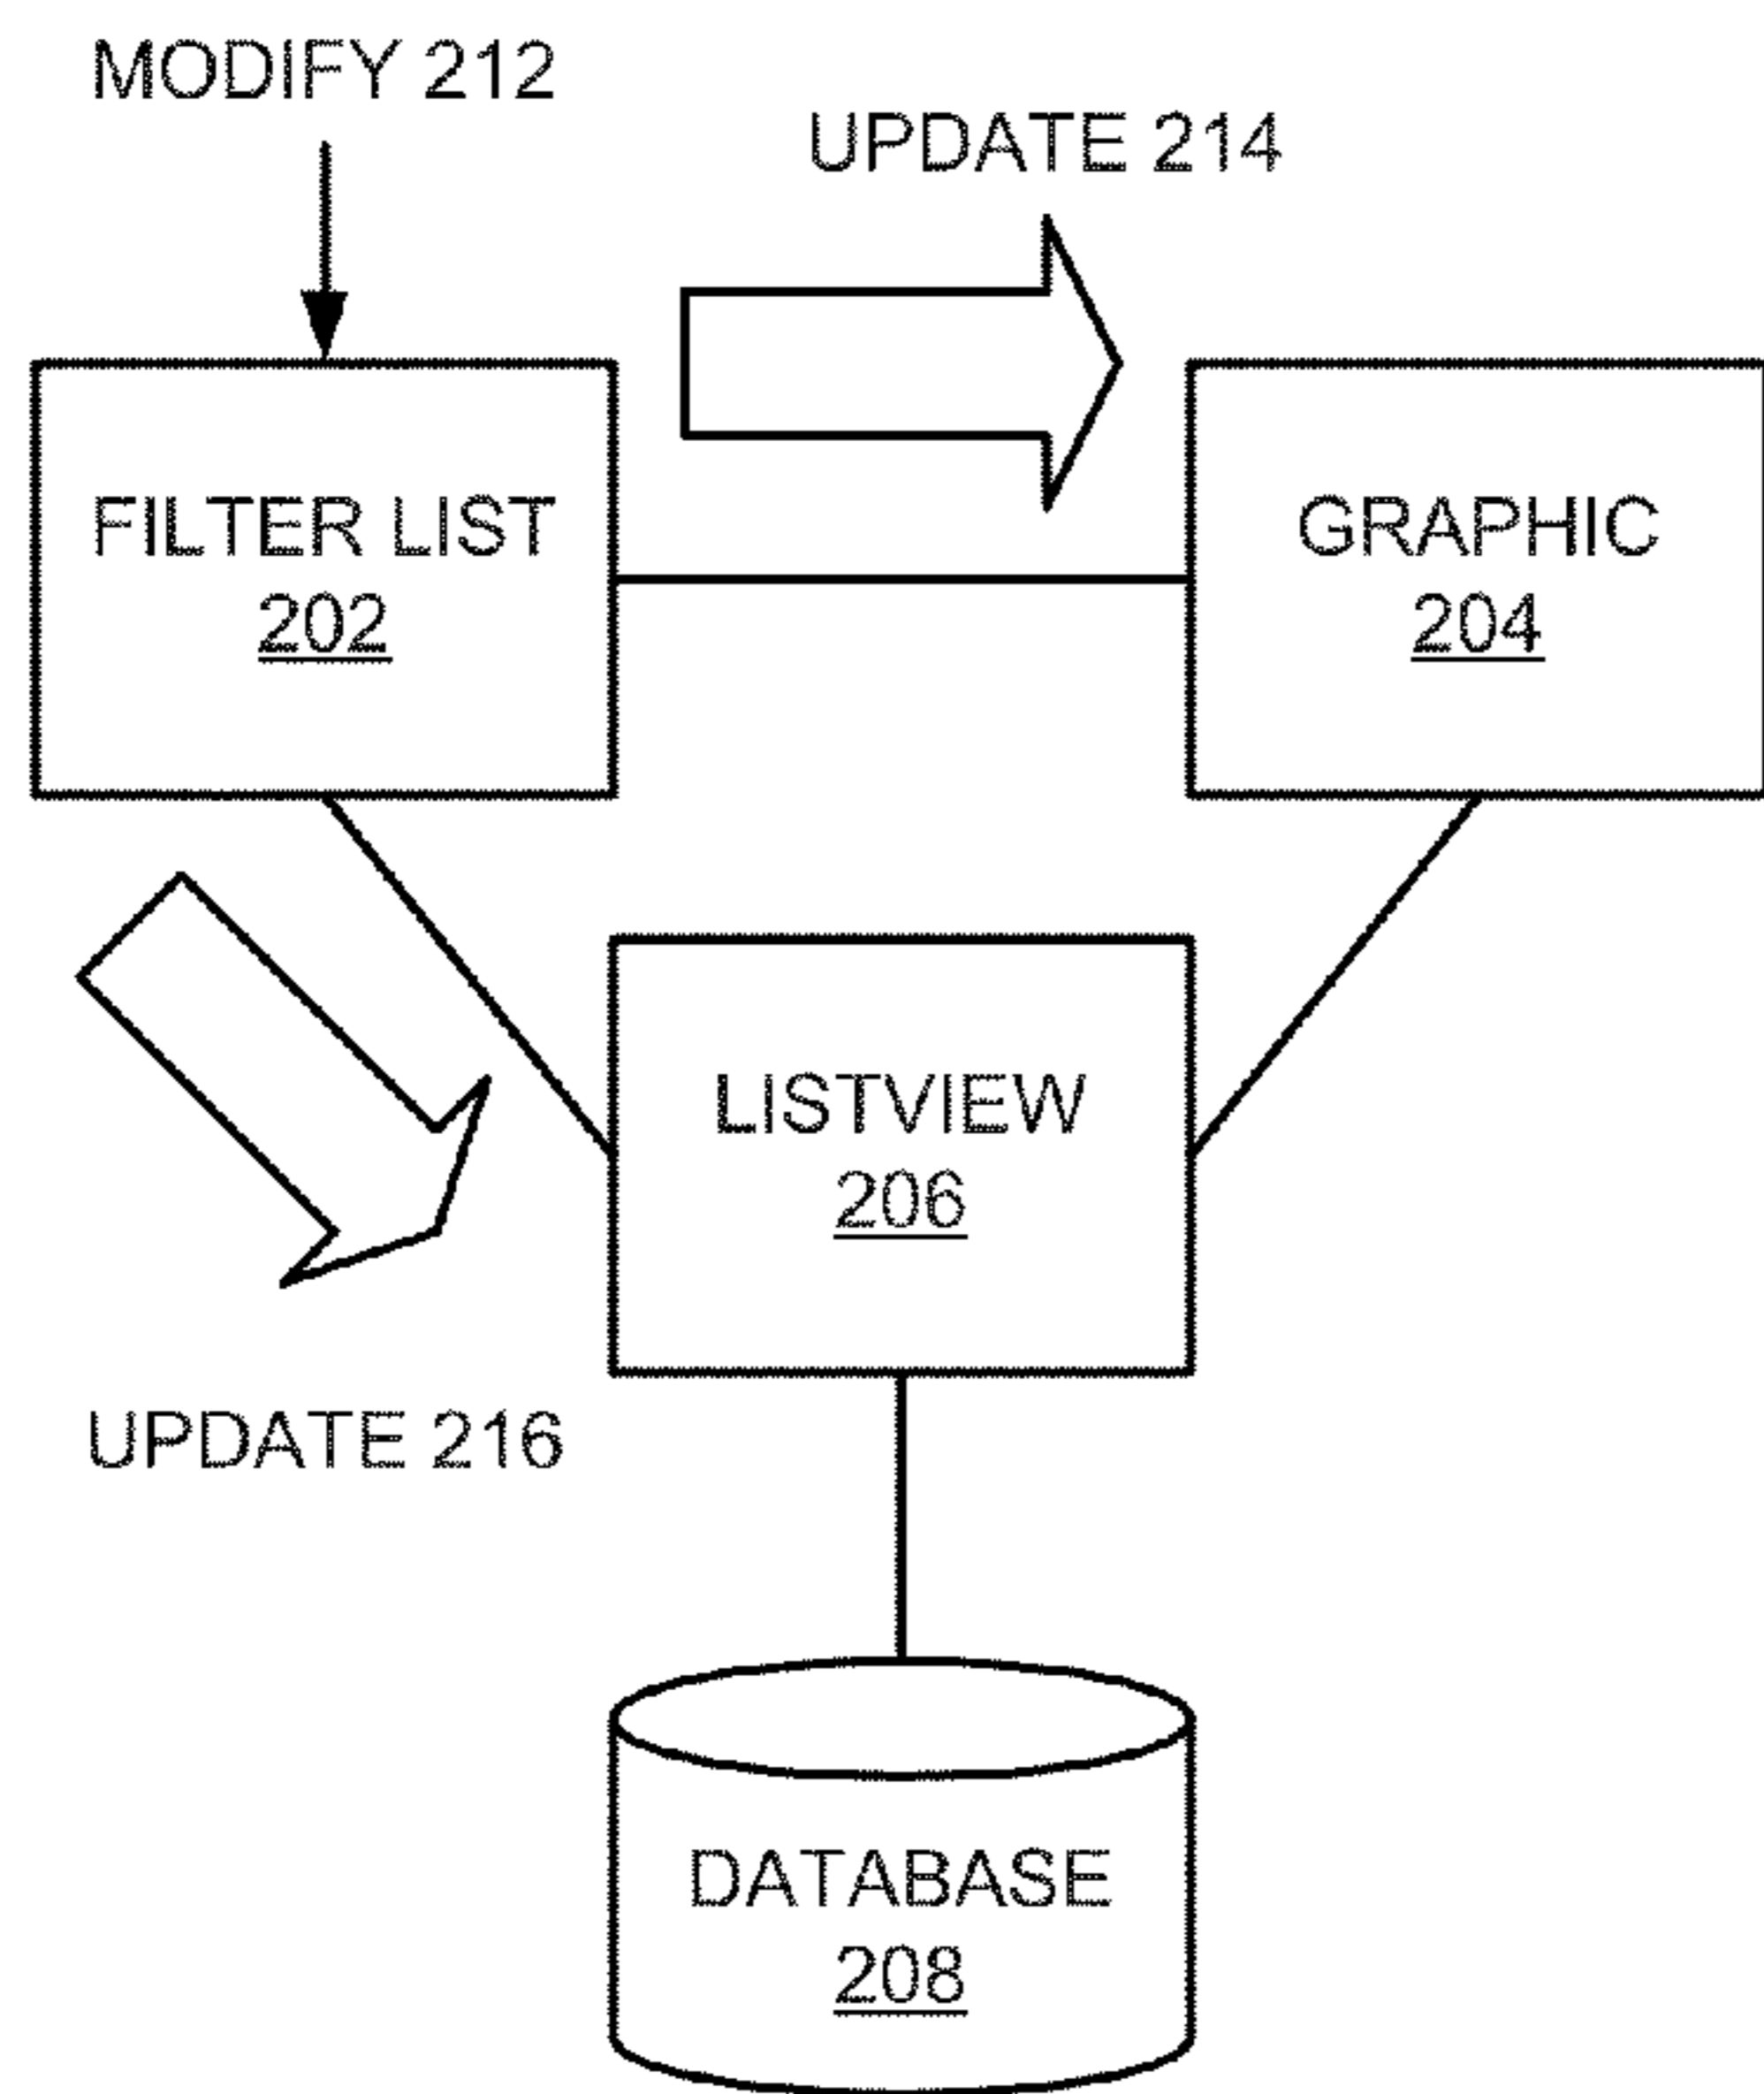 MODIFY 212
UPDATE 214
FILTER LIST
202
GRAPHIC
204
LISTVIEW
206
UPDATE 216
DATABASE
208